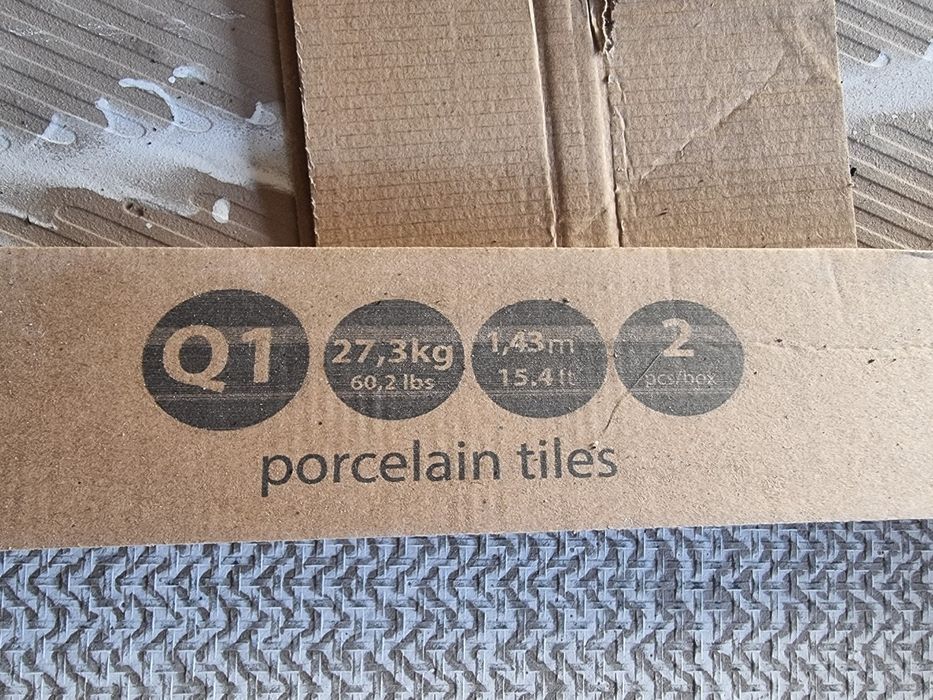 Q1
27,3kg
60,2 lbs
1,43m
15.4 ft
2
pcs/box
porcelain tiles